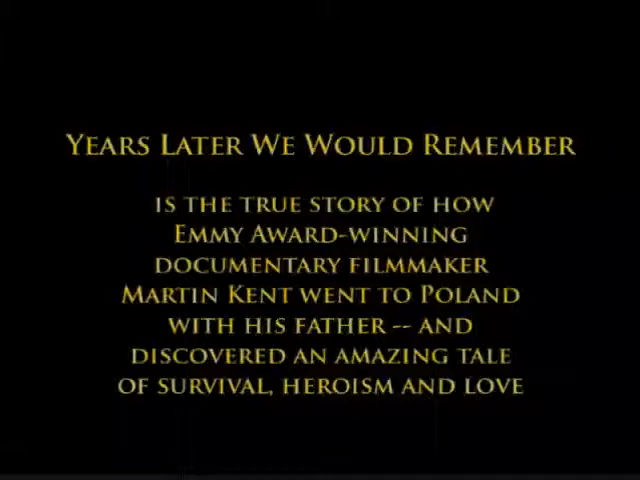 Years Later We Would Remember
is the true story of how
Emmy Award-winning
documentary filmmaker
Martin Kent went to Poland
with his father -- and
discovered an amazing tale
of survival, heroism and love